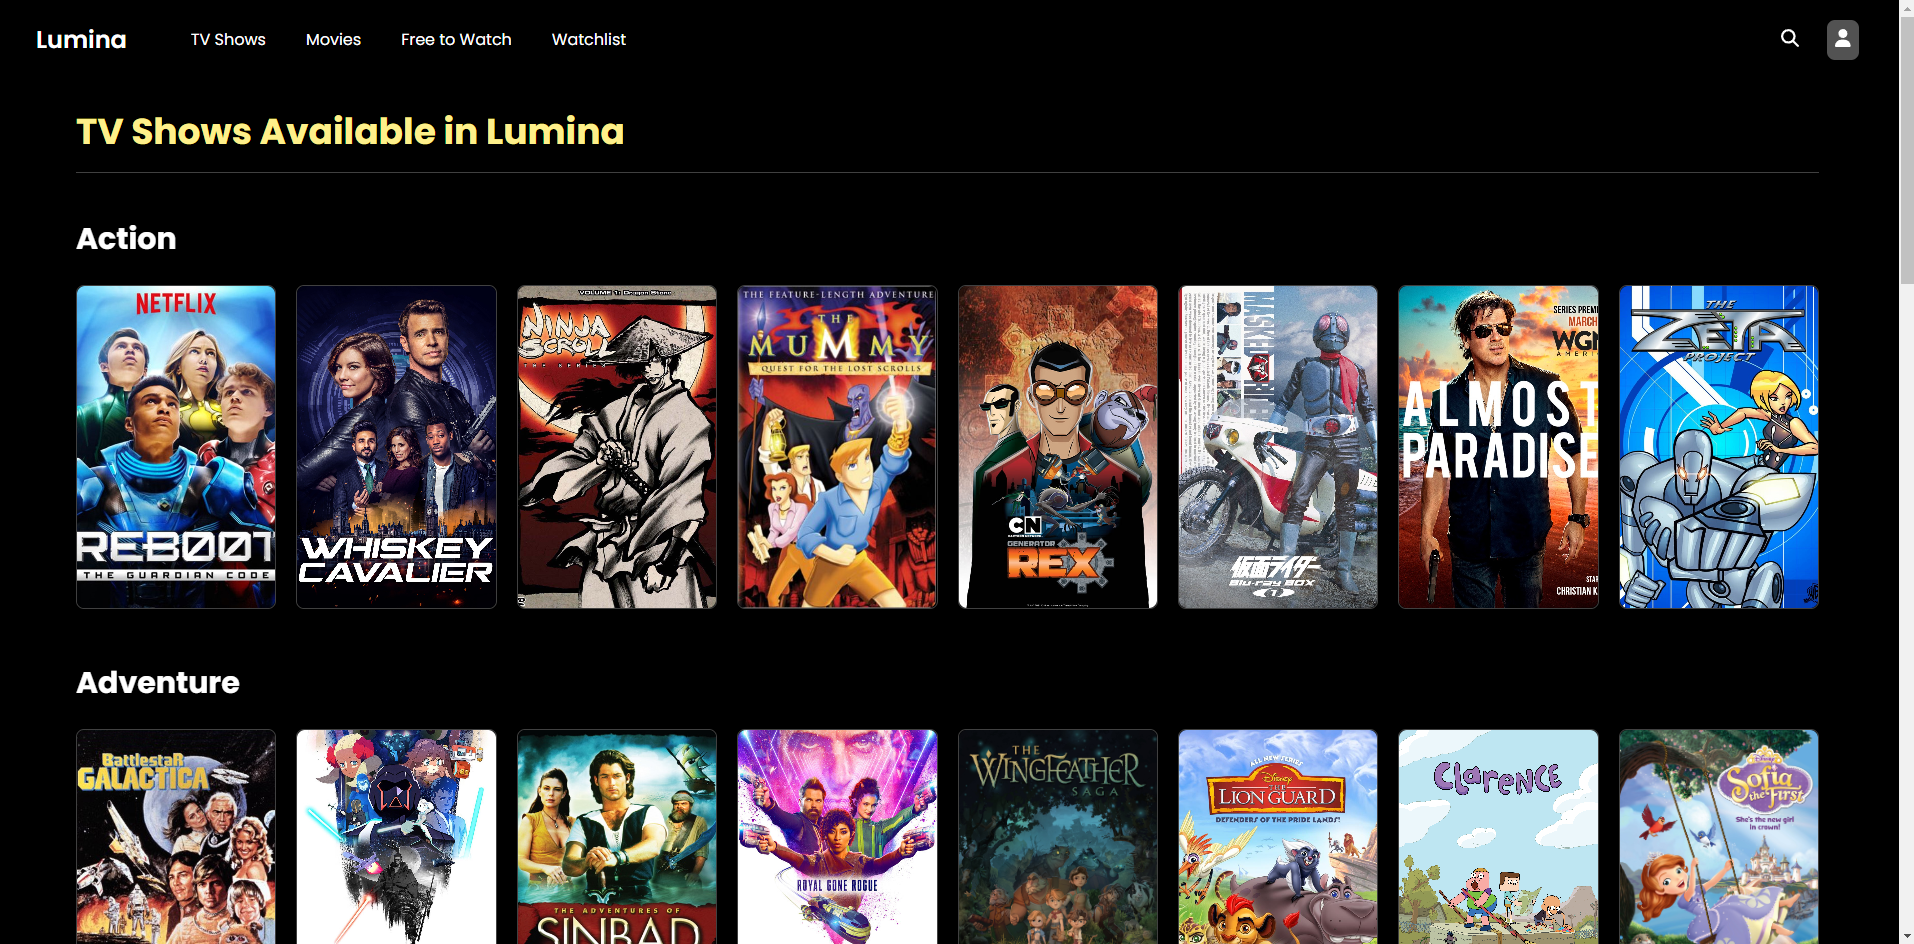 Lumina
TV Shows
Movies
Free to Watch
Watchlist
TV Shows Available in Lumina
Action
NETFLIX
REBOOT
THE GUARDIAN CODE
WHISKEY
CAVALIER
VOLUME 1: Dragon Stone
NINJA
SCROLL
THE SERIES
THE FEATURE-LENGTH ADVENTURE
THE
MUMMY
QUEST FOR THE LOST SCROLLS
CN
CARTOON NETWORK
GENERATOR
REX
MASKED
仮面ライダー
Blu-ray BOX
1
SERIES PREMI
MARCH
WGN
AMERIC
ALMOST
PARADISE
STAR
CHRISTIAN K
THE
ZETA
PROJECT
Adventure
BattlestaR
GALACTICA
THE ADVENTURES OF
SINBAD
ROYAL GONE ROGUE
THE
WINGFEATHER
SAGA
ALL NEW SERIES
Disney
THE
LION GUARD
DEFENDERS OF THE PRIDE LANDS!
CLaRENCE
Disney
Sofia
the First
She's the new girl
in crown!